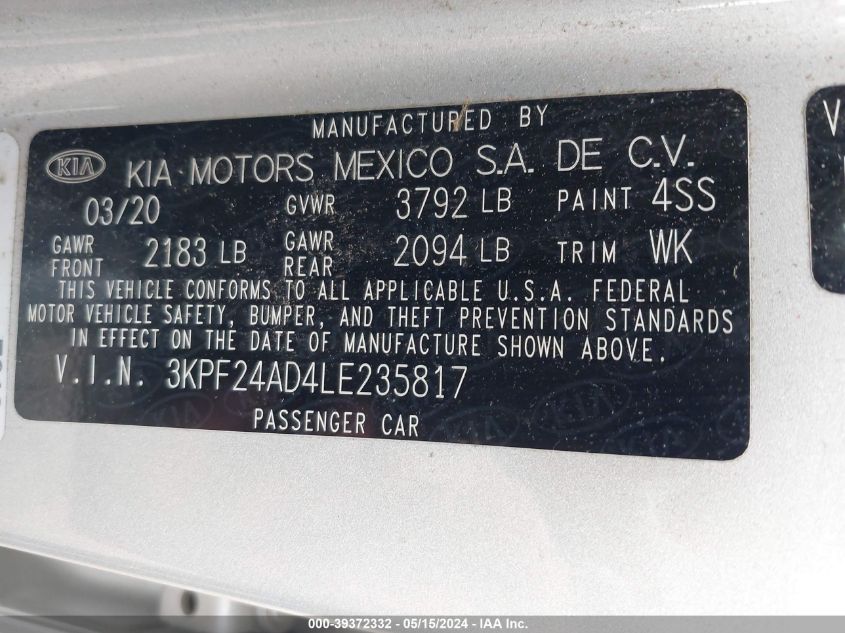 MANUFACTURED BY
KIA KIA MOTORS MEXICO S.A. DE C.V.
03/20 GVWR 3792 LB PAINT 4SS
GAWR FRONT 2183 LB GAWR REAR 2094 LB TRIM WK
THIS VEHICLE CONFORMS TO ALL APPLICABLE U.S.A. FEDERAL
MOTOR VEHICLE SAFETY, BUMPER, AND THEFT PREVENTION STANDARDS
IN EFFECT ON THE DATE OF MANUFACTURE SHOWN ABOVE.
V.I.N. 3KPF24AD4LE235817
PASSENGER CAR
V
000-39372332 - 05/15/2024 - IAA Inc.